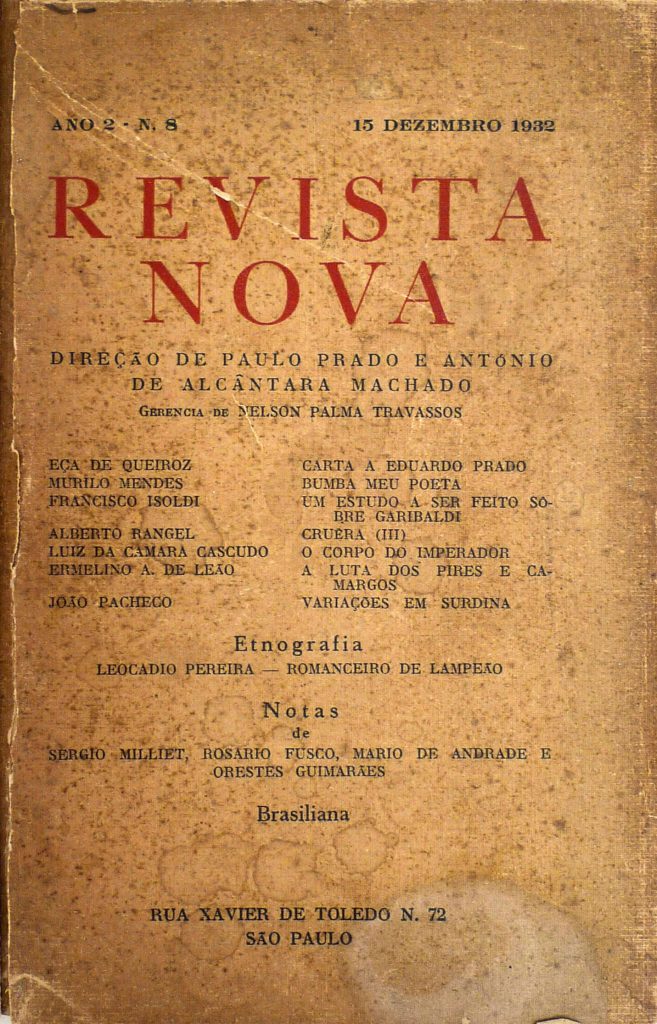 ANO 2 - N. 8 15 DEZEMBRO 1932
REVISTA
NOVA
DIREÇÃO DE PAULO PRADO E ANTÓNIO
DE ALCÂNTARA MACHADO
GERENCIA DE NELSON PALMA TRAVASSOS
EÇA DE QUEIROZ CARTA A EDUARDO PRADO
MURILO MENDES BUMBA MEU POETA
FRANCISCO ISOLDI UM ESTUDO A SER FEITO SÔ-
BRE GARIBALDI
ALBERTO RANGEL CRUÊRA (III)
LUIZ DA CAMARA CASCUDO O CORPO DO IMPERADOR
ERMELINO A. DE LEÃO A LUTA DOS PIRES E CA-
MARGOS
JOÃO PACHECO VARIAÇÕES EM SURDINA
Etnografia
LEOCADIO PEREIRA — ROMANCEIRO DE LAMPEÃO
Notas
de
SERGIO MILLIET, ROSARIO FUSCO, MARIO DE ANDRADE E
ORESTES GUIMARÃES
Brasiliana
RUA XAVIER DE TOLEDO N. 72
SÃO PAULO